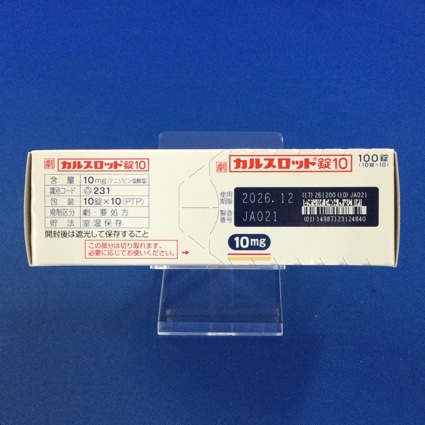 劇 カルスロット®錠10
含量 10mg(マニジピン塩酸塩)
識別コード 231
包装 10錠×10(PTP)
規制区分 劇・要処方
貯法 室温保存
開封後は遮光して保存すること
この部分は切り取れます。
必要に応じてお使いください。
劇 カルスロット®錠10 100錠
(10錠×10)
使用期限 2026.12
製造番号 JA021
(17)261200(10)JA021
(01)14987123124840
10mg